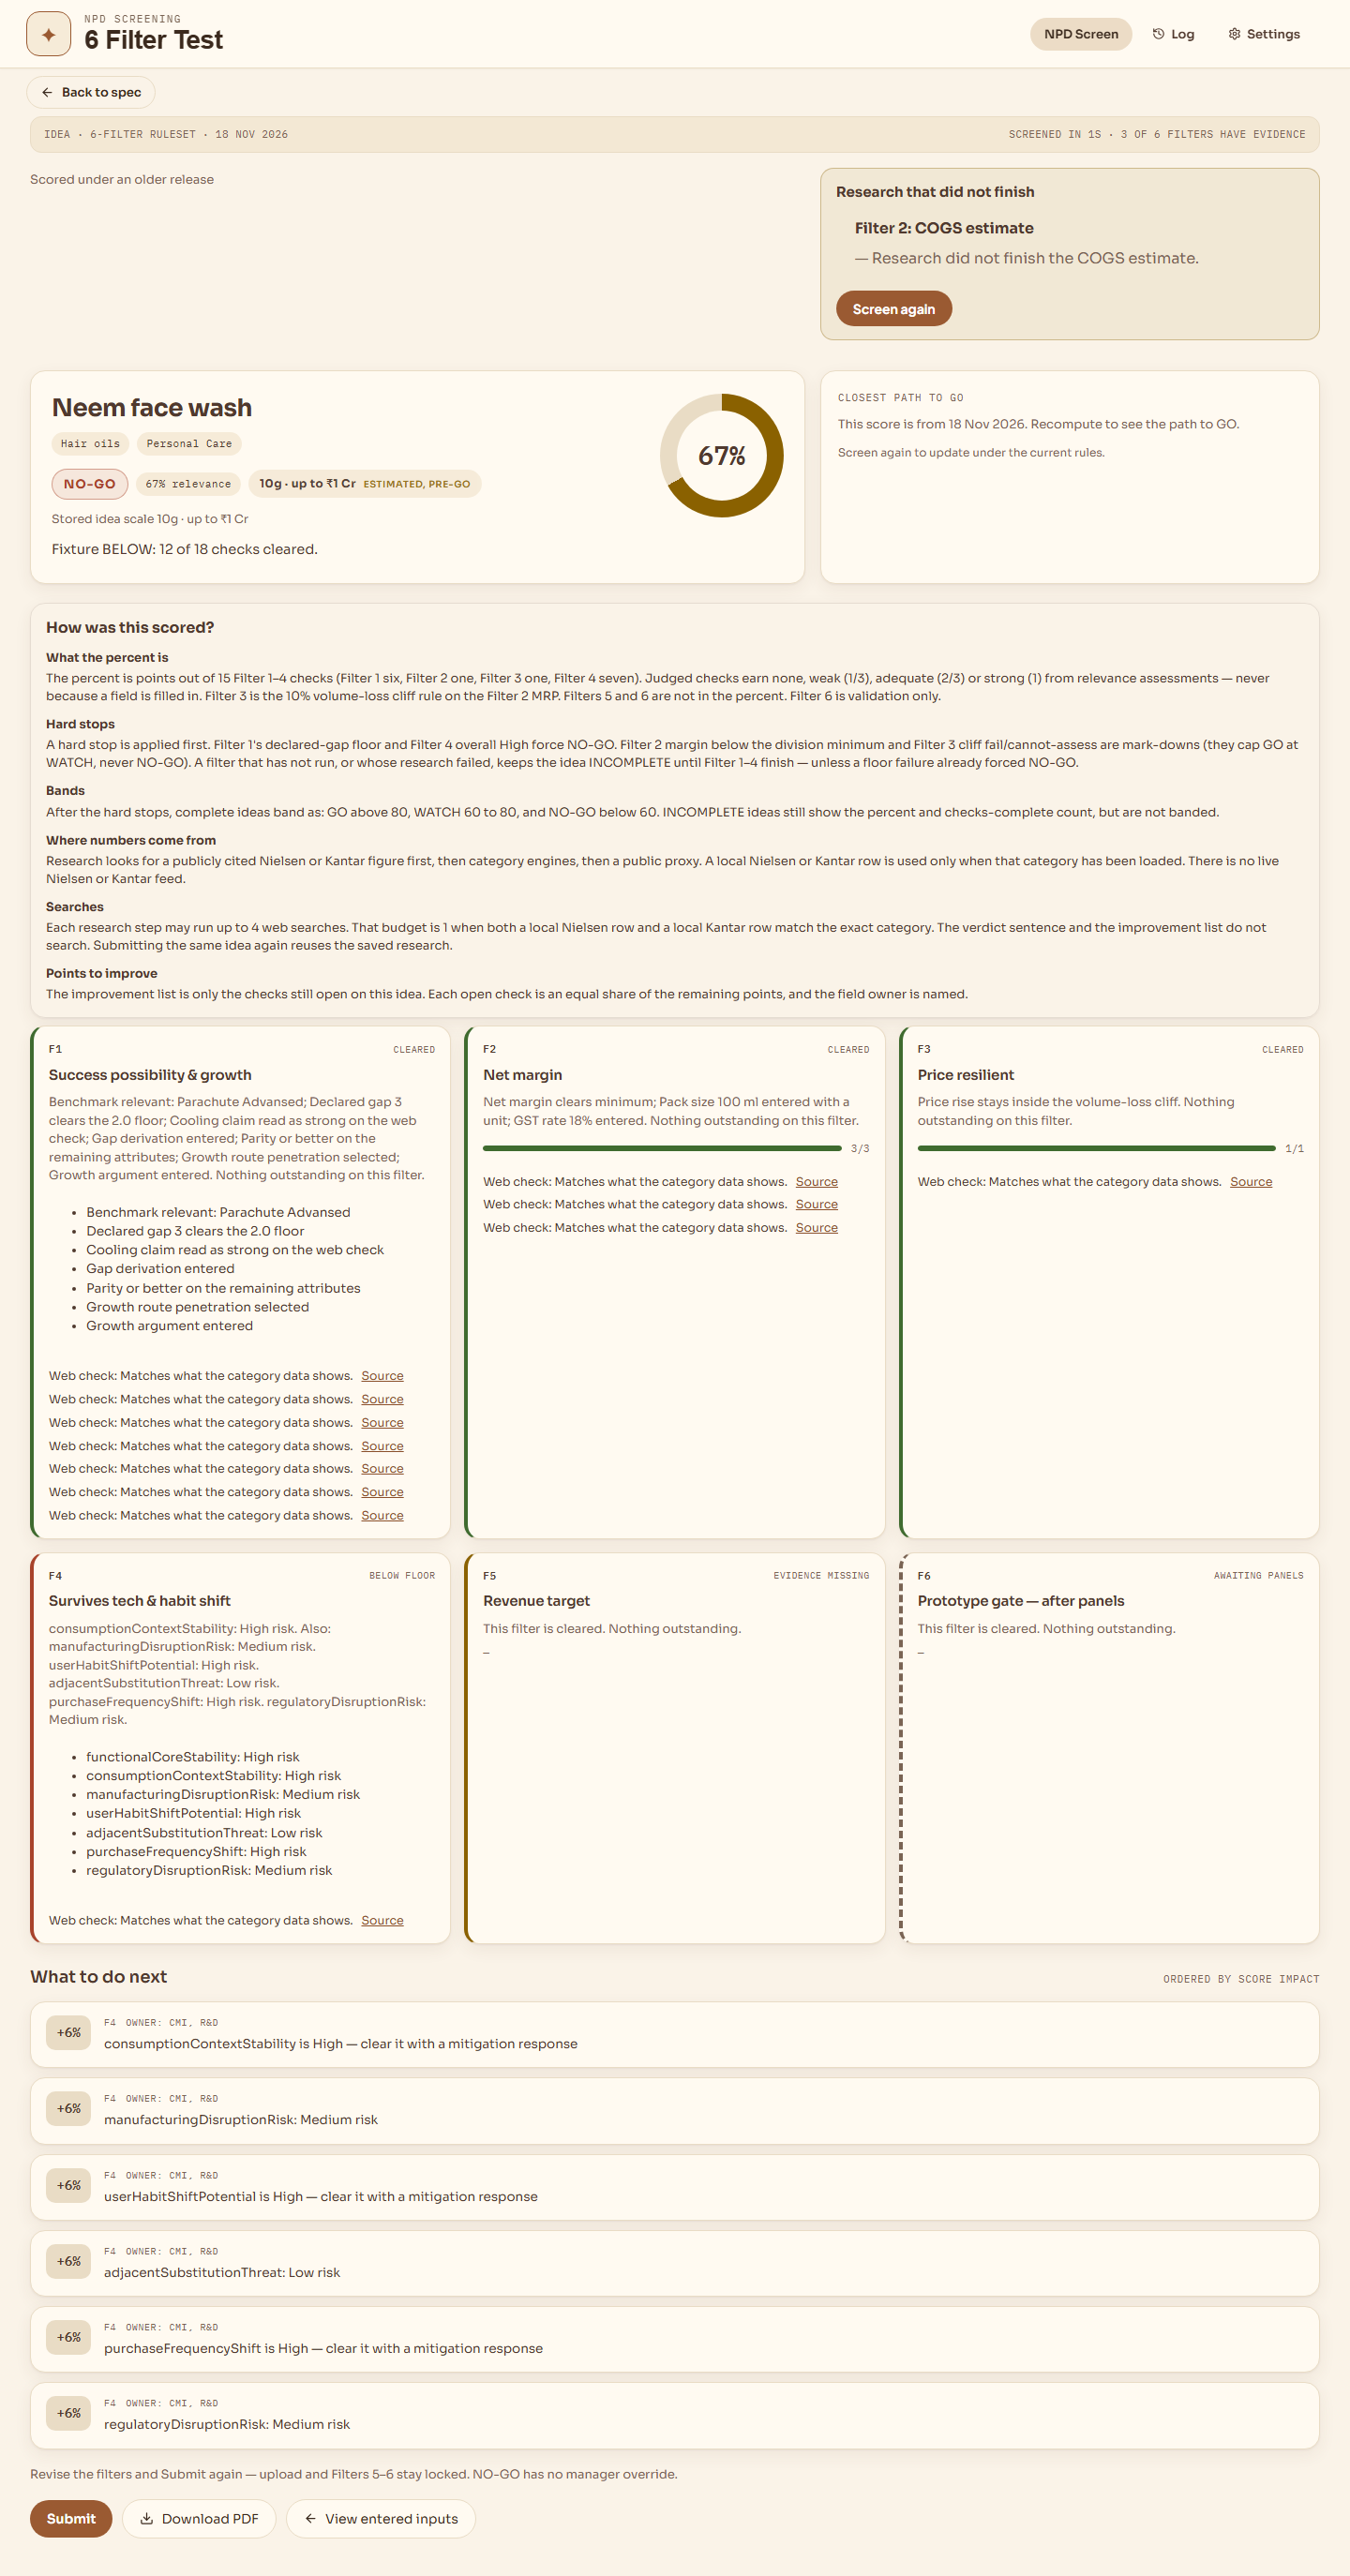 NPD SCREENING
6 Filter Test
NPD Screen
Log
Settings
Back to spec
IDEA · 6-FILTER RULESET · 18 NOV 2026
SCREENED IN 1S · 3 OF 6 FILTERS HAVE EVIDENCE
Scored under an older release
Research that did not finish
Filter 2: COGS estimate
— Research did not finish the COGS estimate.
Screen again
Neem face wash
Hair oils
Personal Care
NO-GO
67% relevance
10g · up to ₹1 Cr ESTIMATED, PRE-GO
Stored idea scale 10g · up to ₹1 Cr
Fixture BELOW: 12 of 18 checks cleared.
67%
CLOSEST PATH TO GO
This score is from 18 Nov 2026. Recompute to see the path to GO.
Screen again to update under the current rules.
How was this scored?
What the percent is
The percent is points out of 15 Filter 1–4 checks (Filter 1 six, Filter 2 one, Filter 3 one, Filter 4 seven). Judged checks earn none, weak (1/3), adequate (2/3) or strong (1) from relevance assessments — never
because a field is filled in. Filter 3 is the 10% volume-loss cliff rule on the Filter 2 MRP. Filters 5 and 6 are not in the percent. Filter 6 is validation only.
Hard stops
A hard stop is applied first. Filter 1's declared-gap floor and Filter 4 overall High force NO-GO. Filter 2 margin below the division minimum and Filter 3 cliff fail/cannot-assess are mark-downs (they cap GO at
WATCH, never NO-GO). A filter that has not run, or whose research failed, keeps the idea INCOMPLETE until Filter 1–4 finish — unless a floor failure already forced NO-GO.
Bands
After the hard stops, complete ideas band as: GO above 80, WATCH 60 to 80, and NO-GO below 60. INCOMPLETE ideas still show the percent and checks-complete count, but are not banded.
Where numbers come from
Research looks for a publicly cited Nielsen or Kantar figure first, then category engines, then a public proxy. A local Nielsen or Kantar row is used only when that category has been loaded. There is no live
Nielsen or Kantar feed.
Searches
Each research step may run up to 4 web searches. That budget is 1 when both a local Nielsen row and a local Kantar row match the exact category. The verdict sentence and the improvement list do not
search. Submitting the same idea again reuses the saved research.
Points to improve
The improvement list is only the checks still open on this idea. Each open check is an equal share of the remaining points, and the field owner is named.
F1
CLEARED
Success possibility & growth
Benchmark relevant: Parachute Advansed; Declared gap 3
clears the 2.0 floor; Cooling claim read as strong on the web
check; Gap derivation entered; Parity or better on the
remaining attributes; Growth route penetration selected;
Growth argument entered. Nothing outstanding on this filter.
• Benchmark relevant: Parachute Advansed
• Declared gap 3 clears the 2.0 floor
• Cooling claim read as strong on the web check
• Gap derivation entered
• Parity or better on the remaining attributes
• Growth route penetration selected
• Growth argument entered
Web check: Matches what the category data shows. Source
Web check: Matches what the category data shows. Source
Web check: Matches what the category data shows. Source
Web check: Matches what the category data shows. Source
Web check: Matches what the category data shows. Source
Web check: Matches what the category data shows. Source
Web check: Matches what the category data shows. Source
F2
CLEARED
Net margin
Net margin clears minimum; Pack size 100 ml entered with a
unit; GST rate 18% entered. Nothing outstanding on this filter.
3/3
Web check: Matches what the category data shows. Source
Web check: Matches what the category data shows. Source
Web check: Matches what the category data shows. Source
F3
CLEARED
Price resilient
Price rise stays inside the volume-loss cliff. Nothing
outstanding on this filter.
1/1
Web check: Matches what the category data shows. Source
F4
BELOW FLOOR
Survives tech & habit shift
consumptionContextStability: High risk. Also:
manufacturingDisruptionRisk: Medium risk.
userHabitShiftPotential: High risk.
adjacentSubstitutionThreat: Low risk.
purchaseFrequencyShift: High risk. regulatoryDisruptionRisk:
Medium risk.
• functionalCoreStability: High risk
• consumptionContextStability: High risk
• manufacturingDisruptionRisk: Medium risk
• userHabitShiftPotential: High risk
• adjacentSubstitutionThreat: Low risk
• purchaseFrequencyShift: High risk
• regulatoryDisruptionRisk: Medium risk
Web check: Matches what the category data shows. Source
F5
EVIDENCE MISSING
Revenue target
This filter is cleared. Nothing outstanding.
–
F6
AWAITING PANELS
Prototype gate — after panels
This filter is cleared. Nothing outstanding.
–
What to do next
ORDERED BY SCORE IMPACT
+6%
F4 OWNER: CMI, R&D
consumptionContextStability is High — clear it with a mitigation response
+6%
F4 OWNER: CMI, R&D
manufacturingDisruptionRisk: Medium risk
+6%
F4 OWNER: CMI, R&D
userHabitShiftPotential is High — clear it with a mitigation response
+6%
F4 OWNER: CMI, R&D
adjacentSubstitutionThreat: Low risk
+6%
F4 OWNER: CMI, R&D
purchaseFrequencyShift is High — clear it with a mitigation response
+6%
F4 OWNER: CMI, R&D
regulatoryDisruptionRisk: Medium risk
Revise the filters and Submit again — upload and Filters 5–6 stay locked. NO-GO has no manager override.
Submit
Download PDF
View entered inputs